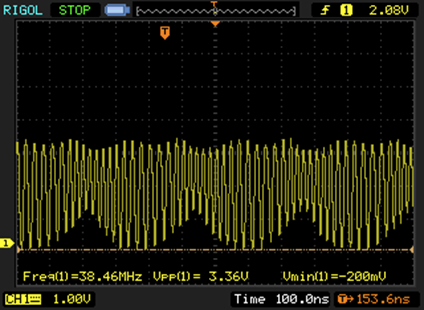 RIGOL STOP T f 1 2.08V
T
1
Freq(1)=38.46MHz Vpp(1)= 3.36V Vmin(1)=-200mV
CH1 1.00V Time 100.0ns T→153.6ns